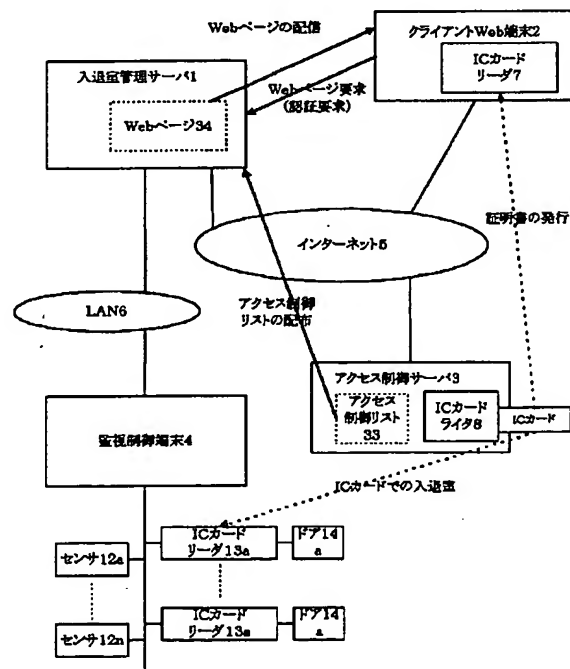 Webページの配信
クライアントWeb端末2
ICカード
リーダ7
入退室管理サーバ1
Webページ34
Webページ要求
(認証要求)
証明書の発行
インターネット5
LAN6
アクセス制御
リストの配布
アクセス制御サーバ3
アクセス
制御リスト
33
ICカード
ライタ8
ICカード
監視制御端末4
ICカードでの入退室
センサ12a
ICカード
リーダ13a
ドア14
a
センサ12n
ICカード
リーダ13a
ドア14
a